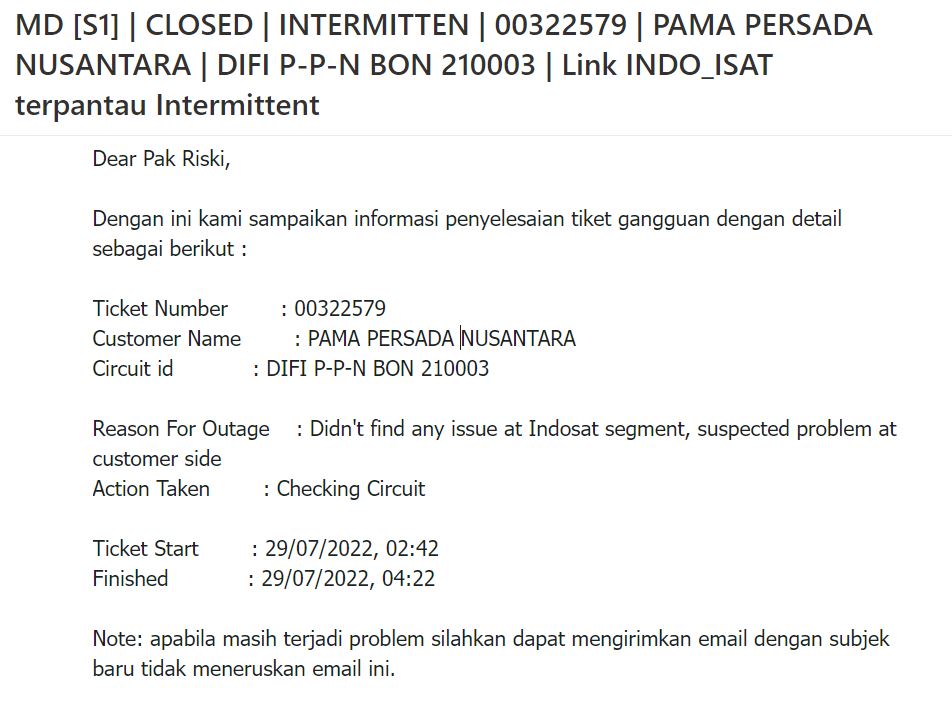 MD [S1] | CLOSED | INTERMITTEN | 00322579 | PAMA PERSADA
NUSANTARA | DIFI P-P-N BON 210003 | Link INDO_ISAT
terpantau Intermittent
Dear Pak Riski,
Dengan ini kami sampaikan informasi penyelesaian tiket gangguan dengan detail
sebagai berikut :
Ticket Number : 00322579
Customer Name : PAMA PERSADA NUSANTARA
Circuit id : DIFI P-P-N BON 210003
Reason For Outage : Didn't find any issue at Indosat segment, suspected problem at
customer side
Action Taken : Checking Circuit
Ticket Start : 29/07/2022, 02:42
Finished : 29/07/2022, 04:22
Note: apabila masih terjadi problem silahkan dapat mengirimkan email dengan subjek
baru tidak meneruskan email ini.